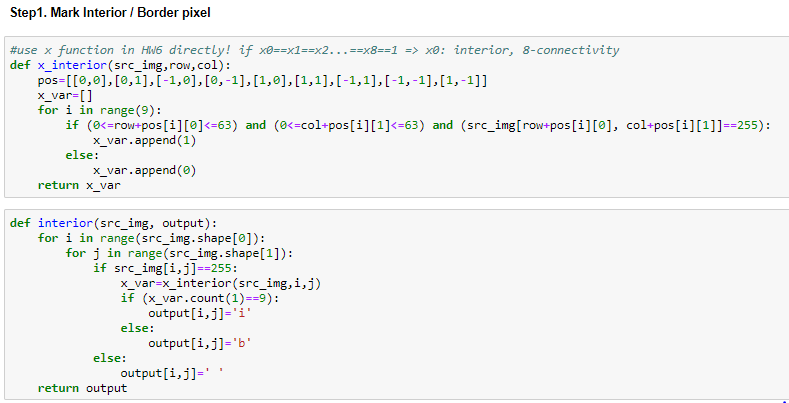 Step1. Mark Interior / Border pixel
#use x function in HW6 directly! if x0==x1==x2...==x8==1 => x0: interior, 8-connectivity
def x_interior(src_img,row,col):
    pos=[[0,0],[0,1],[-1,0],[0,-1],[1,0],[1,1],[-1,1],[-1,-1],[1,-1]]
    x_var=[]
    for i in range(9):
        if (0<=row+pos[i][0]<=63) and (0<=col+pos[i][1]<=63) and (src_img[row+pos[i][0], col+pos[i][1]]==255):
            x_var.append(1)
        else:
            x_var.append(0)
    return x_var
def interior(src_img, output):
    for i in range(src_img.shape[0]):
        for j in range(src_img.shape[1]):
            if src_img[i,j]==255:
                x_var=x_interior(src_img,i,j)
                if (x_var.count(1)==9):
                    output[i,j]='i'
                else:
                    output[i,j]='b'
            else:
                output[i,j]=' '
    return output